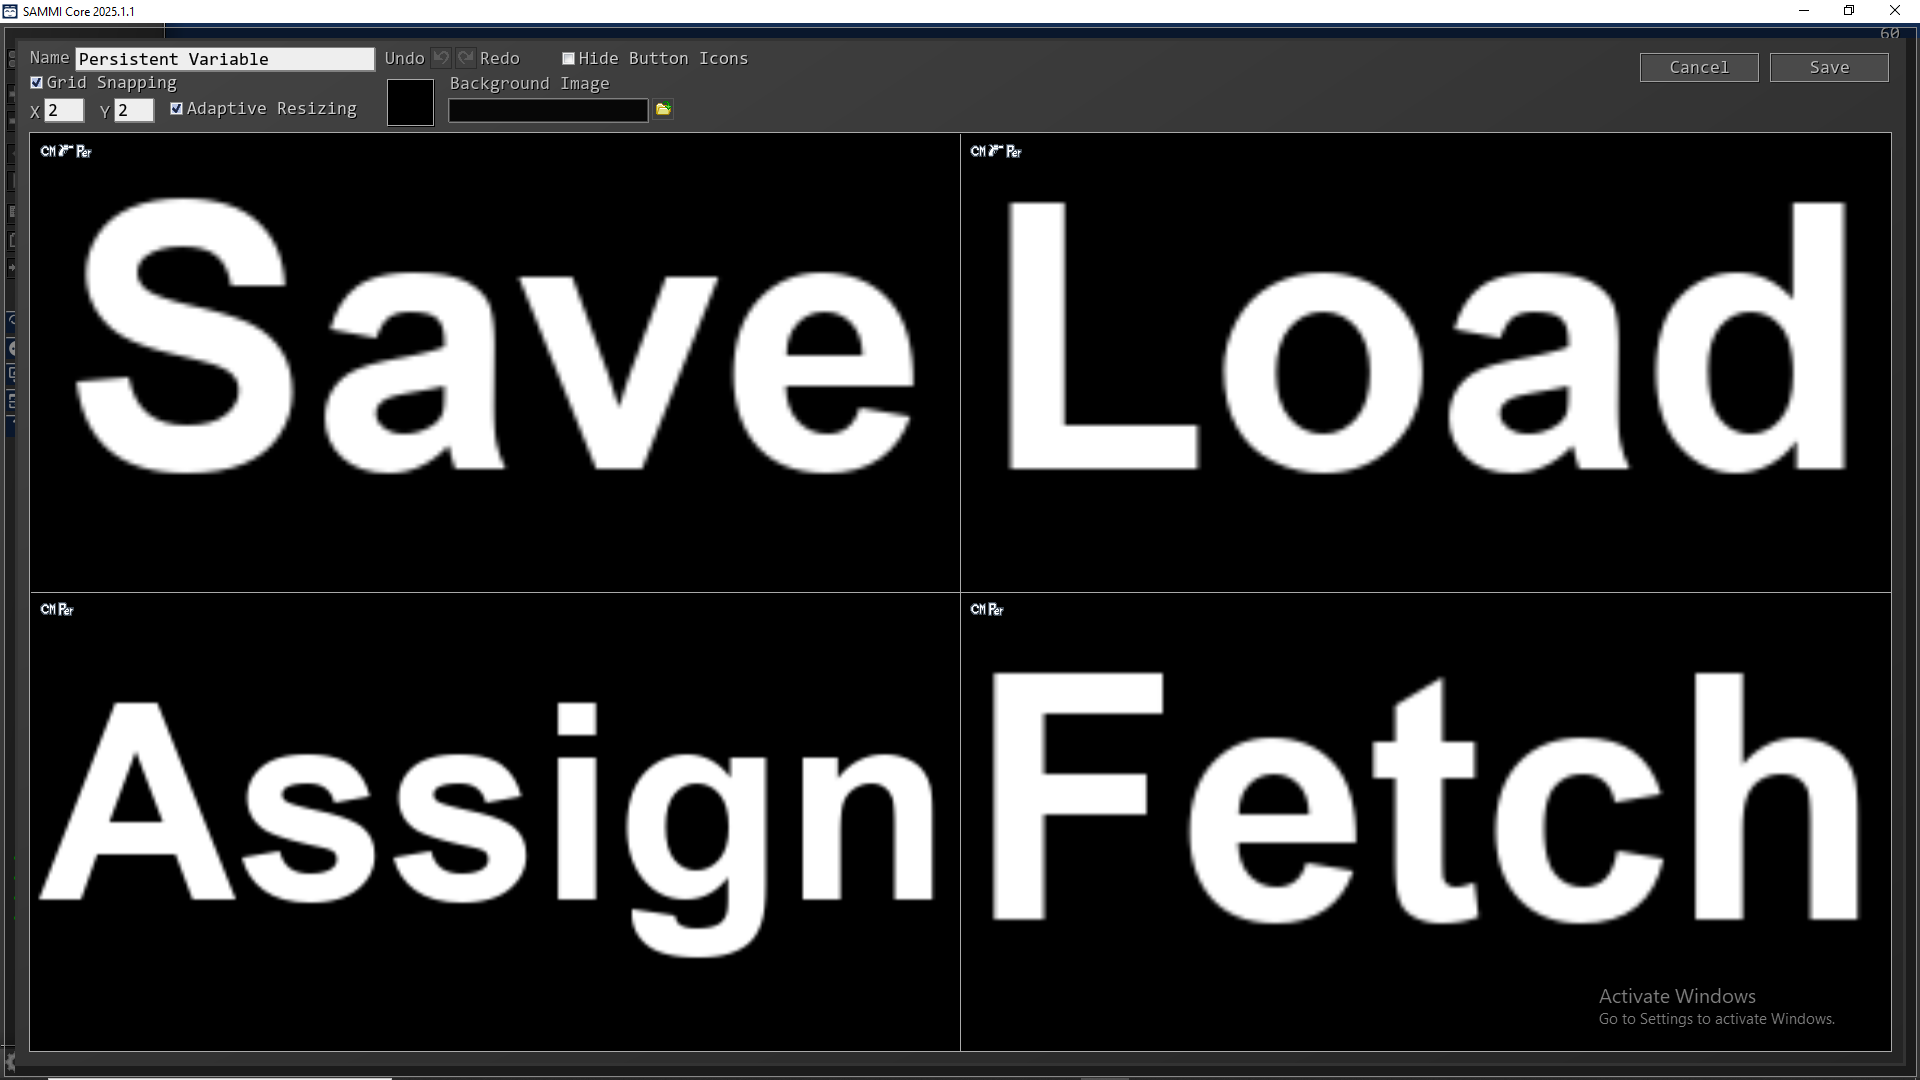 SAMMI Core 2025.1.1
60
Name Persistent Variable Undo Redo Hide Button Icons
Cancel Save
Grid Snapping Background Image
X 2 Y 2 Adaptive Resizing
CM Per
CM Per
Save Load
CM Per
CM Per
Assign Fetch
Activate Windows
Go to Settings to activate Windows.